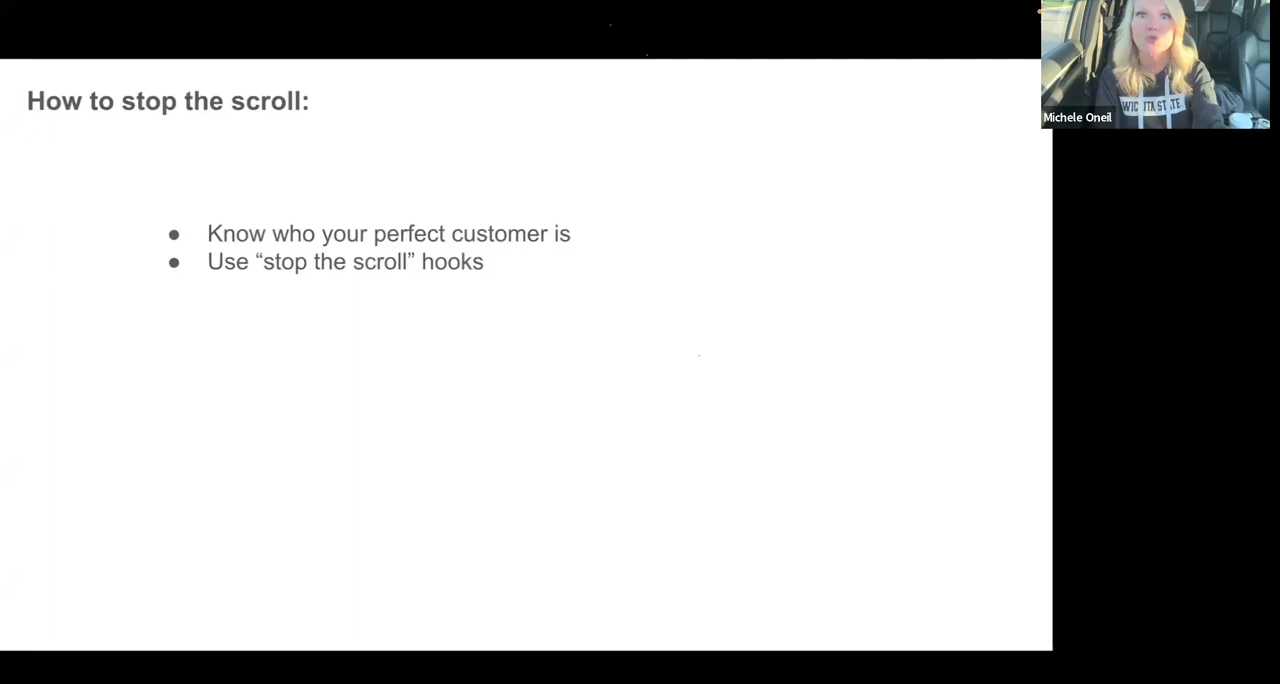 How to stop the scroll:
● Know who your perfect customer is
● Use “stop the scroll” hooks
WICHITA STATE
Michele Oneil